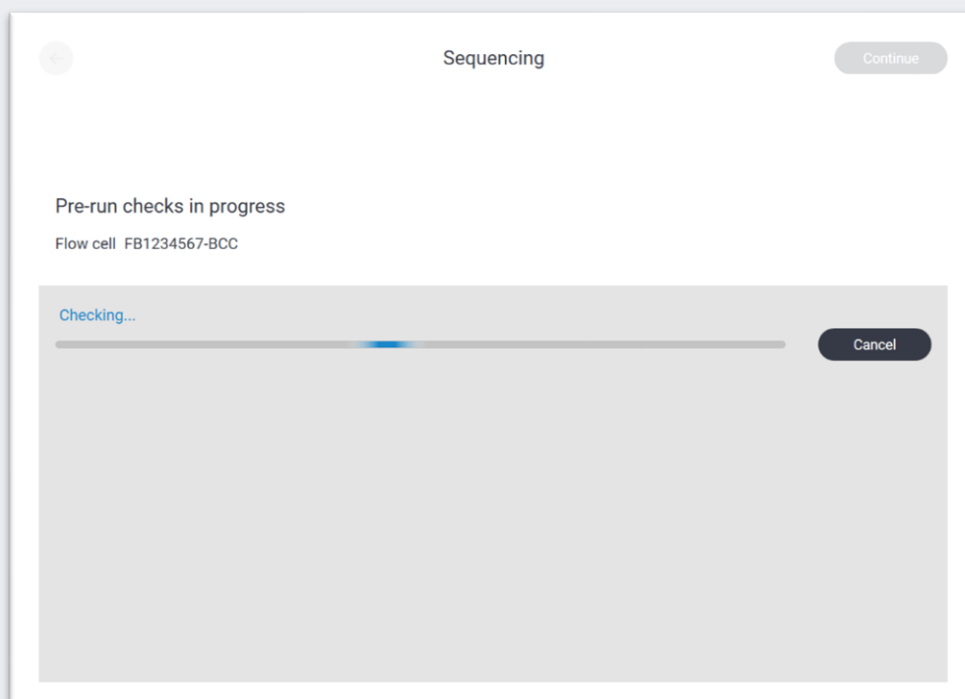 Sequencing
Continue
Pre-run checks in progress
Flow cell FB1234567-BCC
Checking...
Cancel